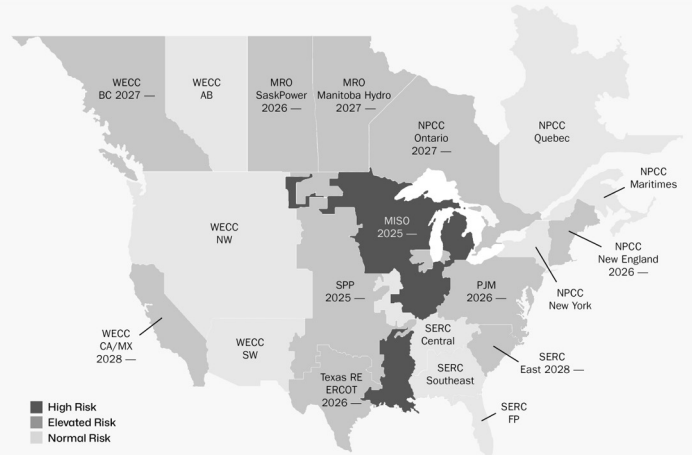 WECC
BC 2027 —
WECC
AB
MRO
SaskPower
2026 —
MRO
Manitoba Hydro
2027 —
NPCC
Ontario
2027 —
NPCC
Quebec
NPCC
Maritimes
WECC
NW
MISO
2025 —
NPCC
New England
2026 —
SPP
2025 —
PJM
2026 —
NPCC
New York
WECC
CA/MX
2028 —
WECC
SW
SERC
Central
SERC
East 2028 —
SERC
Southeast
Texas RE
ERCOT
2026 —
SERC
FP
High Risk
Elevated Risk
Normal Risk